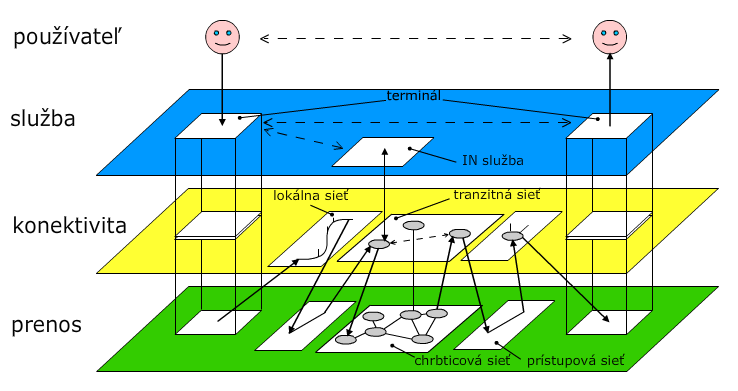 používateľ
terminál
služba
IN služba
lokálna sieť
tranzitná sieť
konektivita
prenos
chrbticová sieť
prístupová sieť